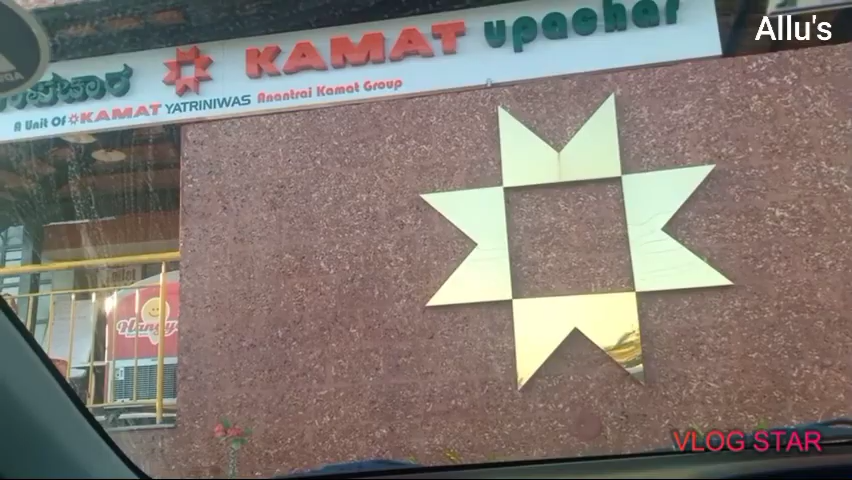 Allu's
KAMAT upachar
A Unit Of KAMAT YATRINIWAS Anantrai Kamat Group
VLOG STAR